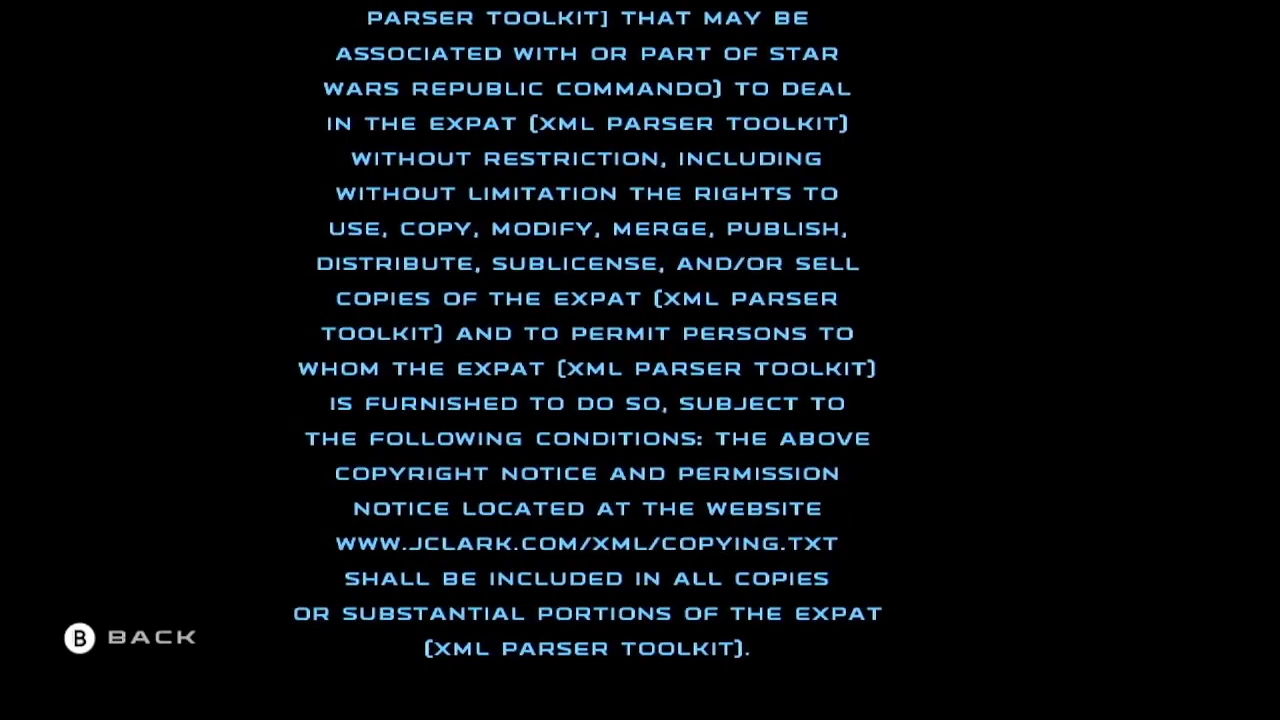 PARSER TOOLKIT] THAT MAY BE
ASSOCIATED WITH OR PART OF STAR
WARS REPUBLIC COMMANDO) TO DEAL
IN THE EXPAT (XML PARSER TOOLKIT)
WITHOUT RESTRICTION, INCLUDING
WITHOUT LIMITATION THE RIGHTS TO
USE, COPY, MODIFY, MERGE, PUBLISH,
DISTRIBUTE, SUBLICENSE, AND/OR SELL
COPIES OF THE EXPAT (XML PARSER
TOOLKIT) AND TO PERMIT PERSONS TO
WHOM THE EXPAT (XML PARSER TOOLKIT)
IS FURNISHED TO DO SO, SUBJECT TO
THE FOLLOWING CONDITIONS: THE ABOVE
COPYRIGHT NOTICE AND PERMISSION
NOTICE LOCATED AT THE WEBSITE
WWW.JCLARK.COM/XML/COPYING.TXT
SHALL BE INCLUDED IN ALL COPIES
OR SUBSTANTIAL PORTIONS OF THE EXPAT
(XML PARSER TOOLKIT).
B BACK